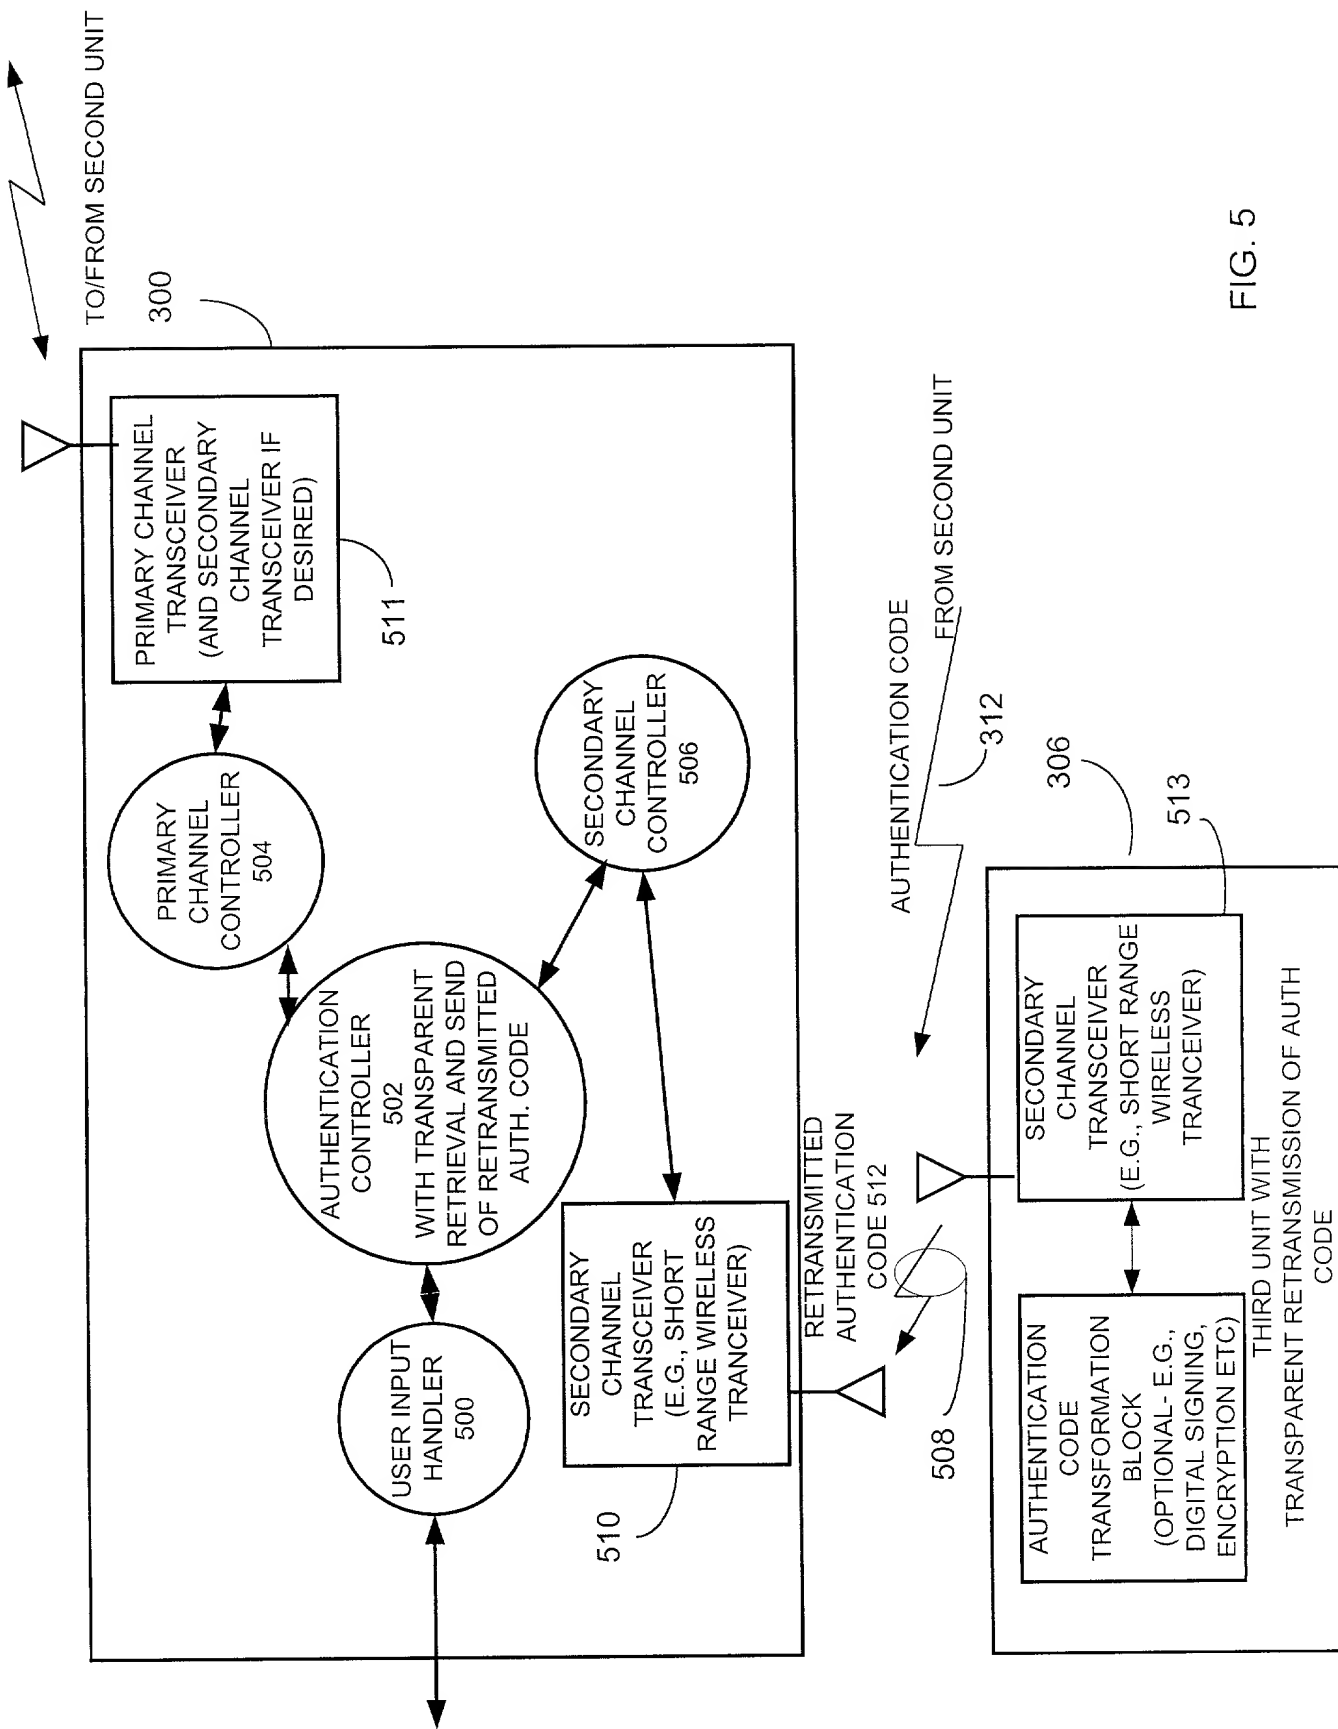 TO/FROM SECOND UNIT
300
PRIMARY CHANNEL
TRANSCEIVER
(AND SECONDARY
CHANNEL
TRANSCEIVER IF
DESIRED)
511
PRIMARY
CHANNEL
CONTROLLER
504
AUTHENTICATION
CONTROLLER
502
WITH TRANSPARENT
RETRIEVAL AND SEND
OF RETRANSMITTED
AUTH. CODE
SECONDARY
CHANNEL
CONTROLLER
506
USER INPUT
HANDLER
500
SECONDARY
CHANNEL
TRANSCEIVER
(E.G., SHORT
RANGE WIRELESS
TRANCEIVER)
510
RETRANSMITTED
AUTHENTICATION
CODE 512
508
AUTHENTICATION CODE
FROM SECOND UNIT
312
306
513
SECONDARY
CHANNEL
TRANSCEIVER
(E.G., SHORT RANGE
WIRELESS
TRANCEIVER)
AUTHENTICATION
CODE
TRANSFORMATION
BLOCK
(OPTIONAL- E.G.,
DIGITAL SIGNING,
ENCRYPTION ETC)
THIRD UNIT WITH
TRANSPARENT RETRANSMISSION OF AUTH
CODE
FIG. 5